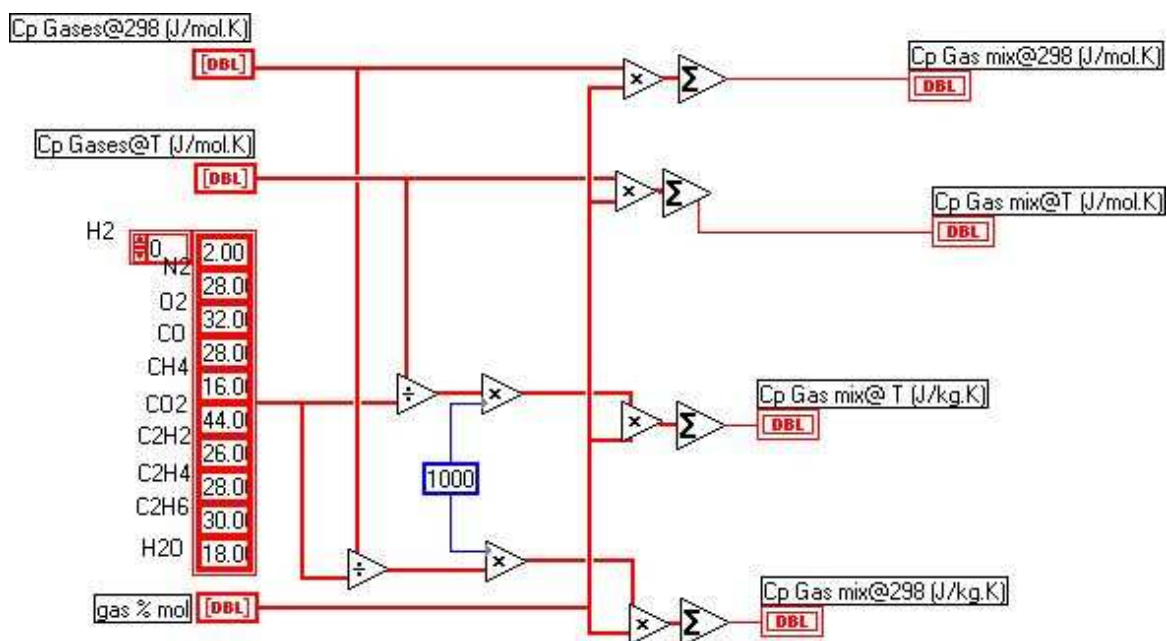 Cp Gases@298 (J/mol.K)
[DBL]
× Σ
Cp Gas mix@298 (J/mol.K)
DBL
Cp Gases@T (J/mol.K)
[DBL]
× Σ
Cp Gas mix@T (J/mol.K)
DBL
H2 0 2.00
N2 28.0
O2 32.0
CO 28.0
CH4 16.0
CO2 44.0
C2H2 26.0
C2H4 28.0
C2H6 30.0
H2O 18.0
÷ × × Σ
Cp Gas mix@ T (J/kg.K)
DBL
1000
÷ × × Σ
Cp Gas mix@298 (J/kg.K)
DBL
gas % mol [DBL]